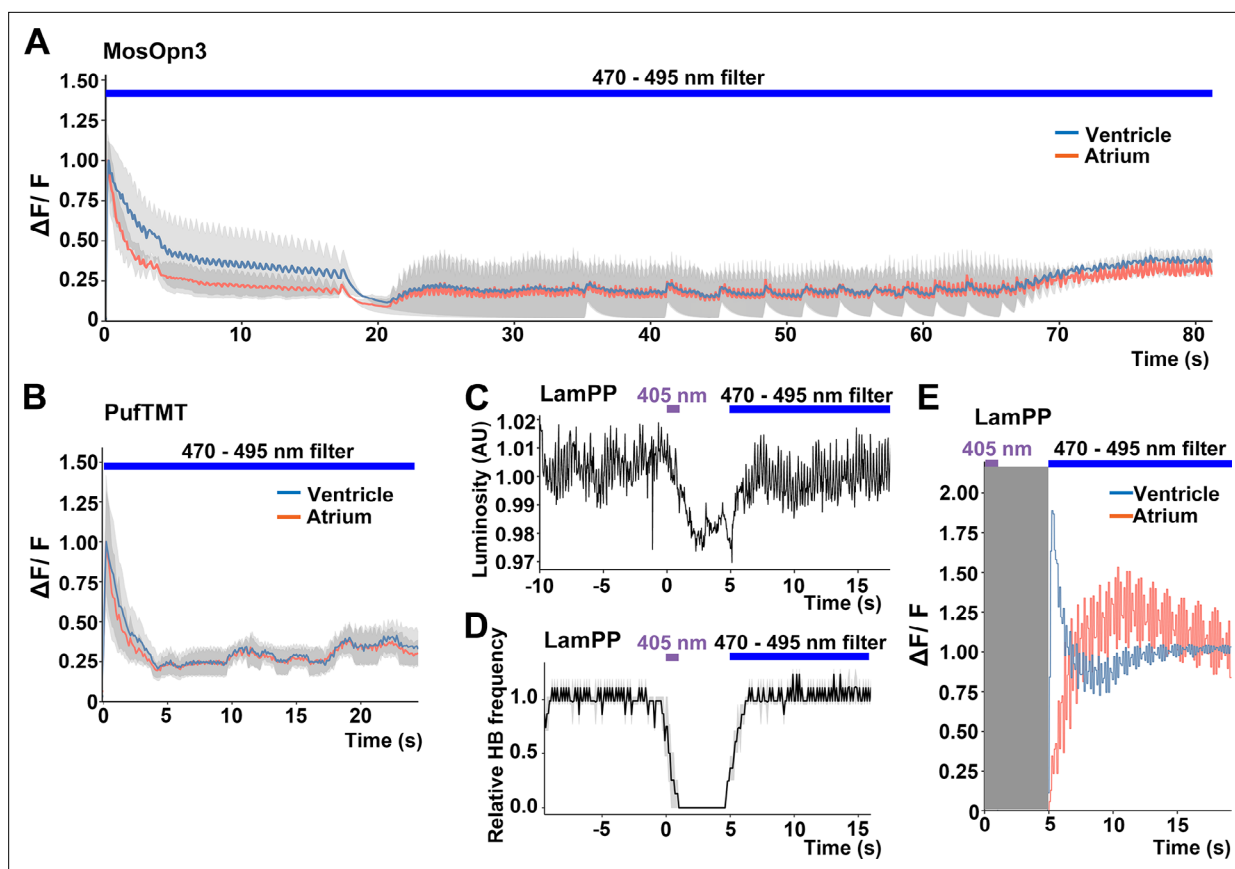 A
MosOpn3
470 - 495 nm filter
1.50
1.25
1.00
0.75
0.50
0.25
0
ΔF/ F
Ventricle
Atrium
0 10 20 30 40 50 60 70 80
Time (s)
B
PufTMT
470 - 495 nm filter
1.50
1.25
1.00
0.75
0.50
0.25
0
ΔF/ F
Ventricle
Atrium
0 5 10 15 20
Time (s)
C
LamPP
405 nm
470 - 495 nm filter
1.02
1.01
1.00
0.99
0.98
0.97
Luminosity (AU)
-10 -5 0 5 10 15
Time (s)
D
LamPP
405 nm
470 - 495 nm filter
1.0
0.5
0.0
Relative HB frequency
-5 0 5 10 15
Time (s)
E
LamPP
405 nm
470 - 495 nm filter
2.00
1.75
1.50
1.25
1.00
0.75
0.50
0.25
0
ΔF/ F
Ventricle
Atrium
0 5 10 15
Time (s)